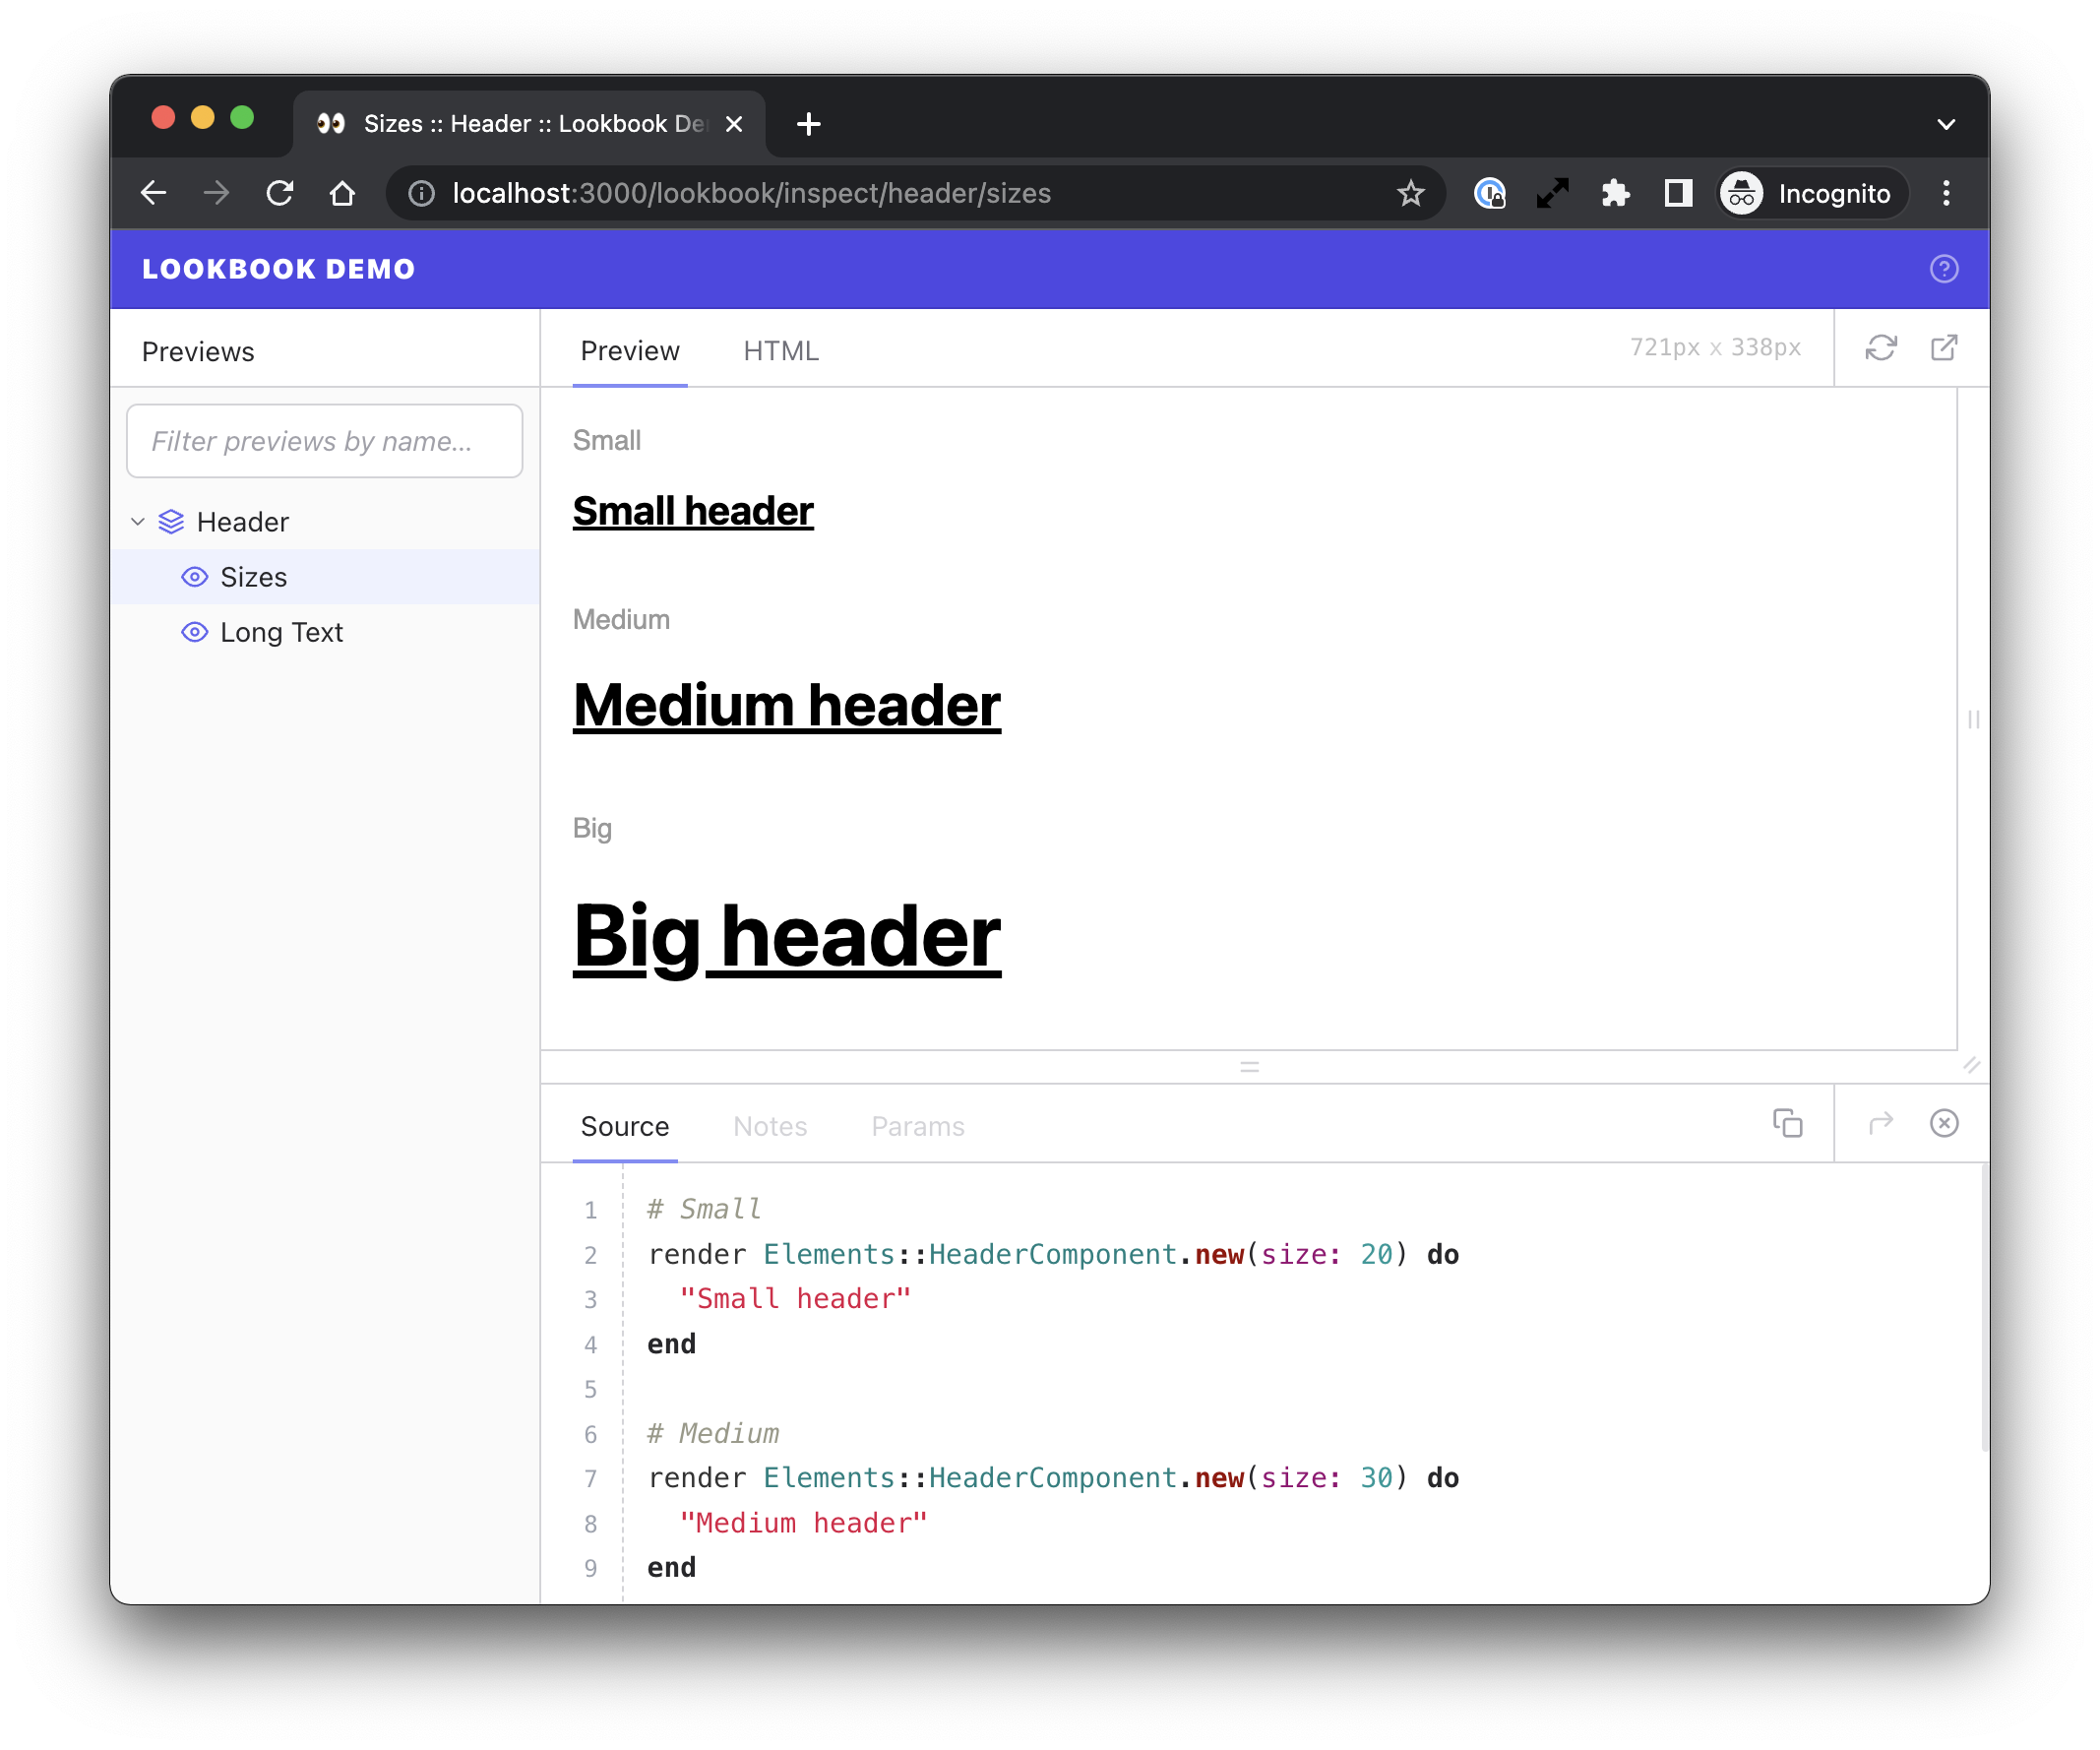 Sizes :: Header :: Lookbook De
localhost:3000/lookbook/inspect/header/sizes
Incognito
LOOKBOOK DEMO
Previews
Preview
HTML
721px x 338px
Filter previews by name...
Header
Sizes
Long Text
Small
Small header
Medium
Medium header
Big
Big header
Source
Notes
Params
1 # Small
2 render Elements::HeaderComponent.new(size: 20) do
3 "Small header"
4 end
5
6 # Medium
7 render Elements::HeaderComponent.new(size: 30) do
8 "Medium header"
9 end